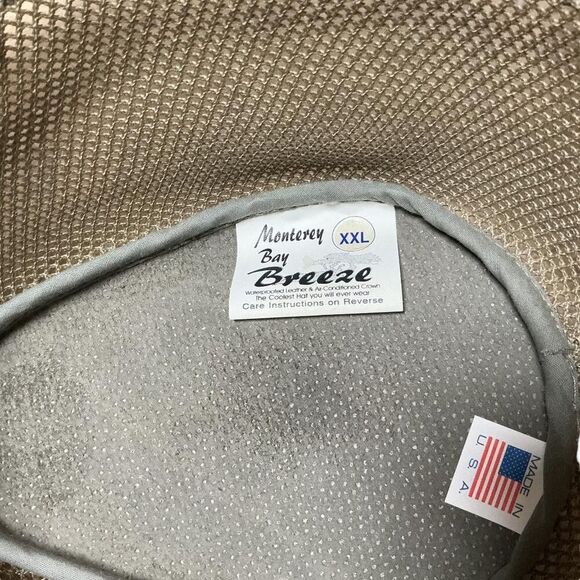 Monterey
XXL
Bay
Breeze
Waterproofed Leather & Air Conditioned Crown
The Coolest Hat you will ever wear
Care Instructions on Reverse
MADE IN
U.S.A.